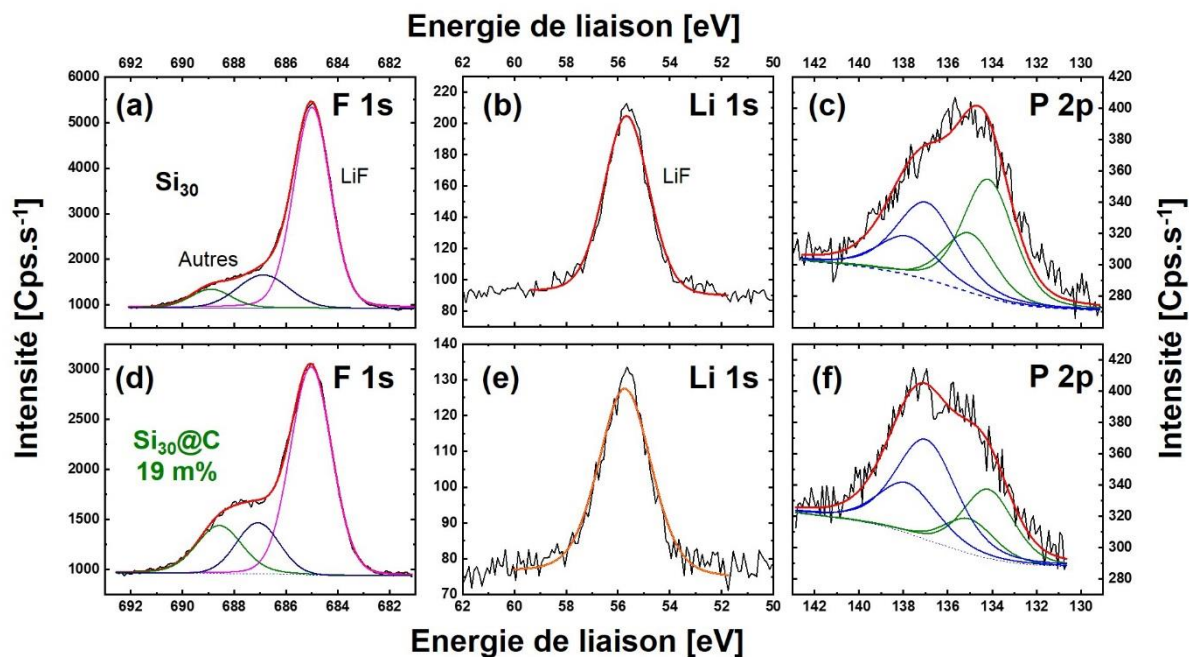 Energie de liaison [eV]
692 690 688 686 684 682
60 58 56 54 52 50
142 140 138 136 134 132 130
6000
5000
4000
3000
2000
1000
(a)
F 1s
Si30
LiF
Autres
220
200
180
160
140
120
100
80
(b)
Li 1s
LiF
(c)
P 2p
420
400
380
360
340
320
300
280
Intensité [Cps.s-1]
Intensité [Cps.s-1]
3000
2500
2000
1500
1000
(d)
F 1s
Si30@C
19 m%
140
130
120
110
100
90
80
70
(e)
Li 1s
(f)
P 2p
420
400
380
360
340
320
300
280
692 690 688 686 684 682
62 60 58 56 54 52 50
142 140 138 136 134 132 130
Energie de liaison [eV]